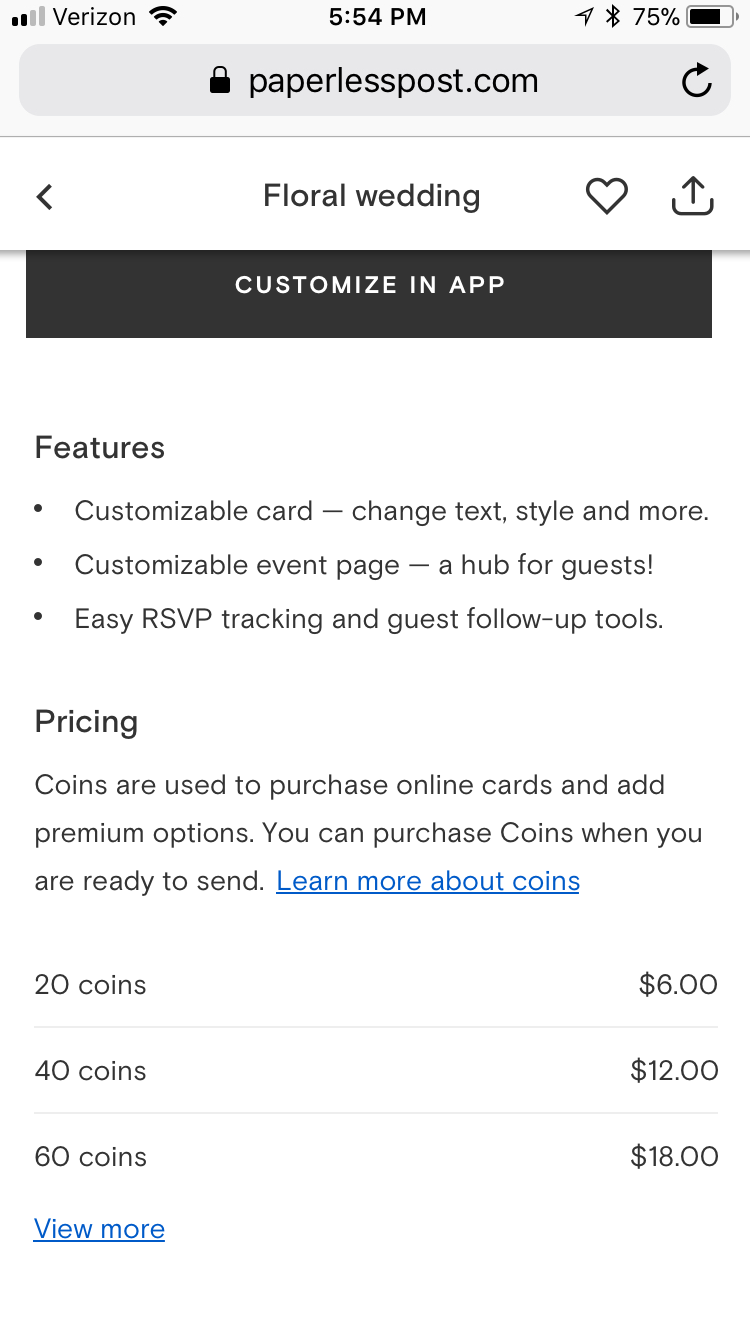 Verizon 5:54 PM 75%
paperlesspost.com
Floral wedding
CUSTOMIZE IN APP
Features
• Customizable card — change text, style and more.
• Customizable event page — a hub for guests!
• Easy RSVP tracking and guest follow-up tools.
Pricing
Coins are used to purchase online cards and add
premium options. You can purchase Coins when you
are ready to send. Learn more about coins
20 coins $6.00
40 coins $12.00
60 coins $18.00
View more